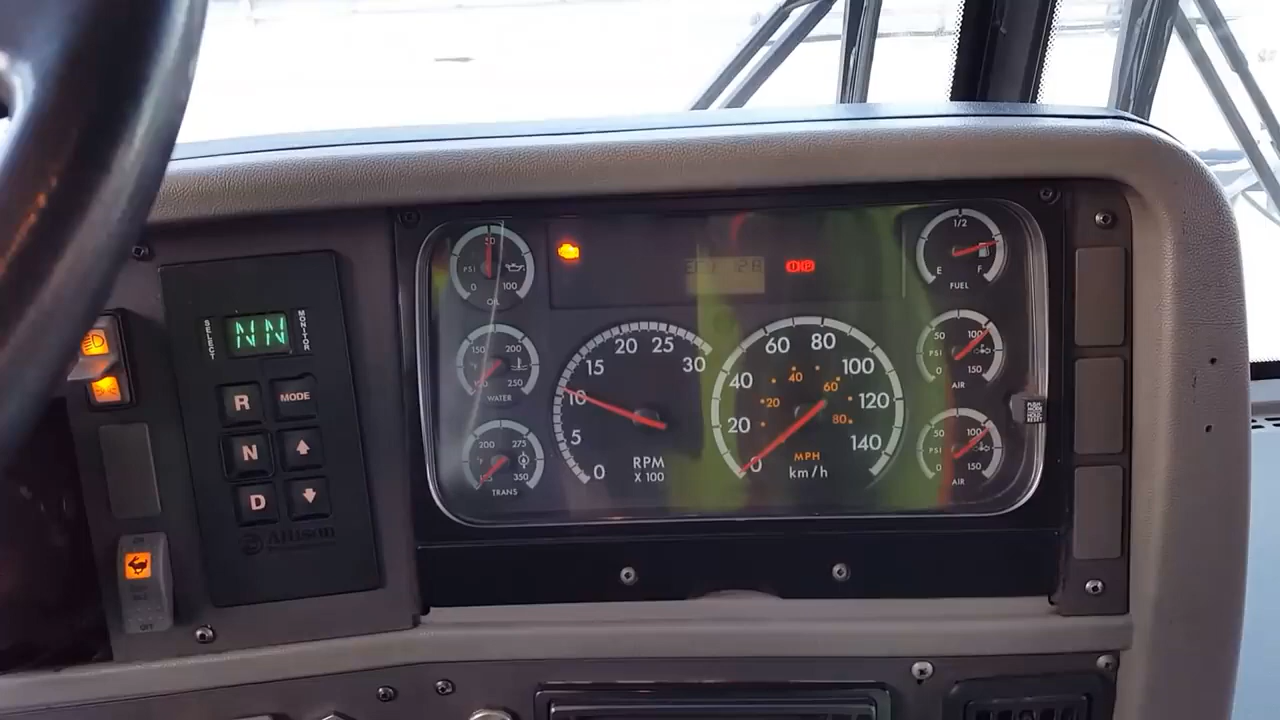 SELECT
NN
MONITOR
R
MODE
N
D
Allison
ON
OFF
50
PSI
0
100
OIL
150
200
250
WATER
200
275
350
TRANS
0
5
10
15
20
25
30
RPM
X 100
0
20
40
60
80
100
120
140
20
40
60
80
MPH
km/h
1/2
E
F
FUEL
50
100
PSI
0
150
AIR
50
100
PSI
0
150
AIR